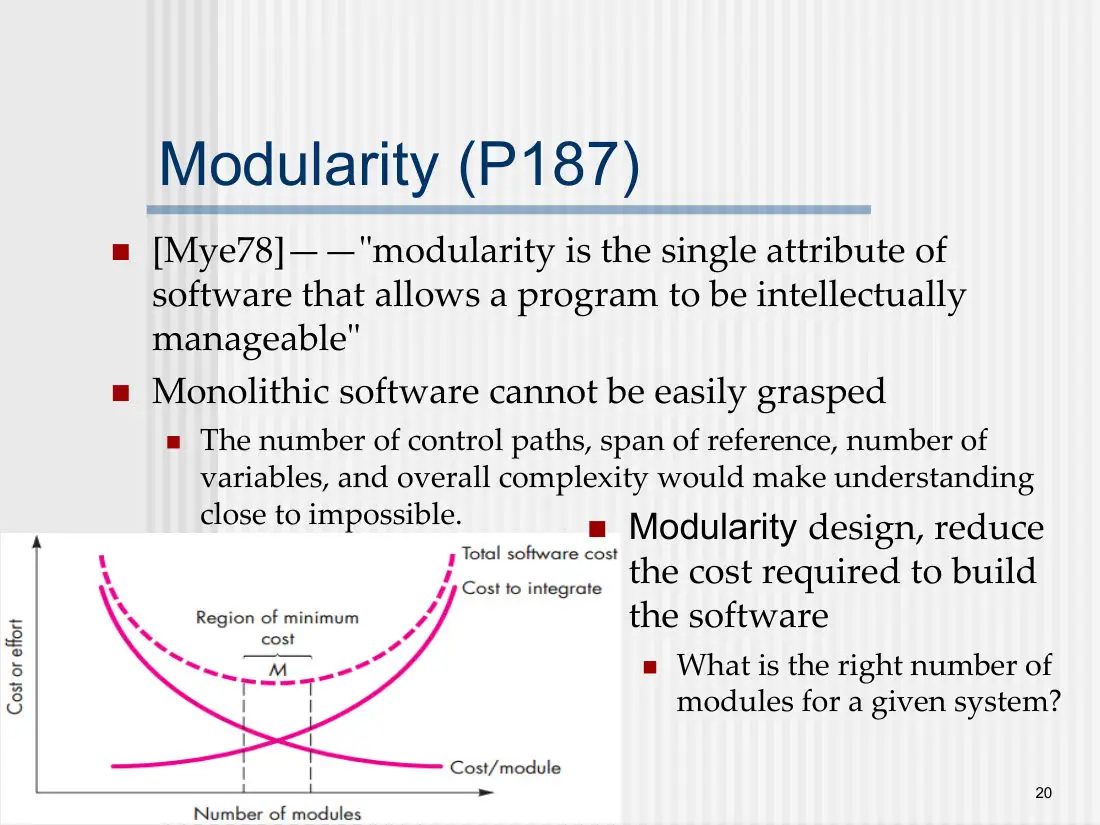 Modularity (P187)
[Mye78]——"modularity is the single attribute of
software that allows a program to be intellectually
manageable"
Monolithic software cannot be easily grasped
The number of control paths, span of reference, number of
variables, and overall complexity would make understanding
close to impossible.
Modularity design, reduce
the cost required to build
the software
What is the right number of
modules for a given system?
Total software cost
Cost to integrate
Region of minimum
cost
M
Cost or effort
Cost/module
Number of modules
20